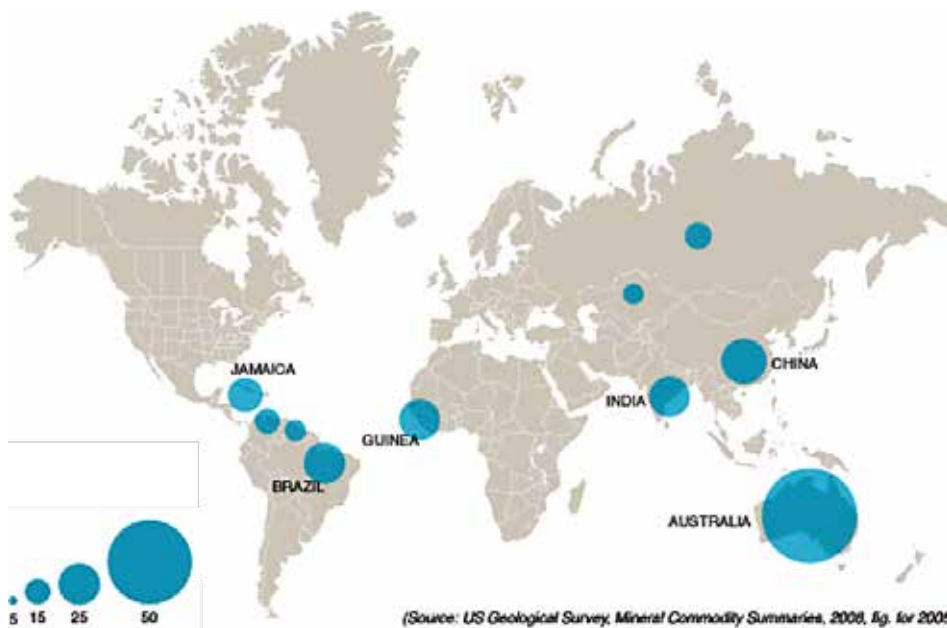 JAMAICA
CHINA
INDIA
GUINEA
BRAZIL
AUSTRALIA
5 15 25 50
(Source: US Geological Survey, Mineral Commodity Summaries, 2008, fig. for